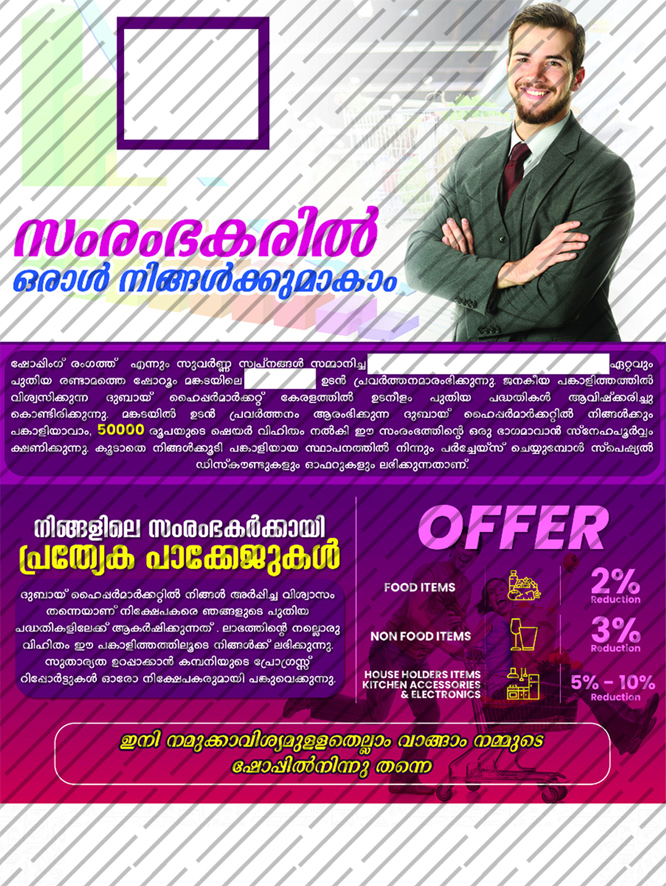 സംരംഭകരിൽ
ഒരാൾ നിങ്ങൾക്കുമാകാം
ഷോപ്പിംഗ് രംഗത്ത് എന്നും സുവർണ്ണ സ്വപ്നങ്ങൾ സമ്മാനിച്ച ഏറ്റവും
പുതിയ രണ്ടാമത്തെ ഷോറൂം മങ്കടയിലെ ഉടൻ പ്രവർത്തനമാരംഭിക്കുന്നു. ജനകീയ പങ്കാളിത്തത്തിൽ
വിശ്വസിക്കുന്ന ദുബായ് ഹൈപ്പർമാർക്കറ്റ് കേരളത്തിൽ ഉടനീളം പുതിയ പദ്ധതികൾ ആവിഷ്ക്കരിച്ചു
കൊണ്ടിരിക്കുന്നു. മങ്കടയിൽ ഉടൻ പ്രവർത്തനം ആരംഭിക്കുന്ന ദുബായ് ഹൈപ്പർമാർക്കറ്റിൽ നിങ്ങൾക്കും
പങ്കാളിയാവാം, 50000 രൂപയുടെ ഷെയർ വിഹിതം നൽകി ഈ സംരംഭത്തിന്റെ ഒരു ഭാഗമാവാൻ സ്നേഹപൂർവ്വം
ക്ഷണിക്കുന്നു. കൂടാതെ നിങ്ങൾക്കൂടി പങ്കാളിയായ സ്ഥാപനത്തിൽ നിന്നും പർച്ചേയ്സ് ചെയ്യുമ്പോൾ സ്പെഷ്യൽ
ഡിസ്കൗണ്ടുകളും ഓഫറുകളും ലഭിക്കുന്നതാണ്.
നിങ്ങളിലെ സംരംഭകർക്കായി
പ്രത്യേക പാക്കേജുകൾ
ദുബായ് ഹൈപ്പർമാർക്കറ്റിൽ നിങ്ങൾ അർപ്പിച്ച വിശ്വാസം
തന്നെയാണ് നിക്ഷേപകരെ ഞങ്ങളുടെ പുതിയ
പദ്ധതികളിലേക്ക് ആകർഷിക്കുന്നത് . ലാഭത്തിന്റെ നല്ലൊരു
വിഹിതം ഈ പങ്കാളിത്തത്തിലൂടെ നിങ്ങൾക്ക് ലഭിക്കുന്നു.
സുതാര്യത ഉറപ്പാക്കാൻ കമ്പനിയുടെ പ്രോഗ്രസ്സ്
റിപ്പോർട്ടുകൾ ഓരോ നിക്ഷേപകരുമായി പങ്കുവെക്കുന്നു.
OFFER
FOOD ITEMS 2%
Reduction
NON FOOD ITEMS 3%
Reduction
HOUSE HOLDERS ITEMS
KITCHEN ACCESSORIES 5% - 10%
& ELECTRONICS Reduction
ഇനി നമുക്കാവിശ്യമുള്ളതെല്ലാം വാങ്ങാം നമ്മുടെ
ഷോപ്പിൽനിന്നു തന്നെ